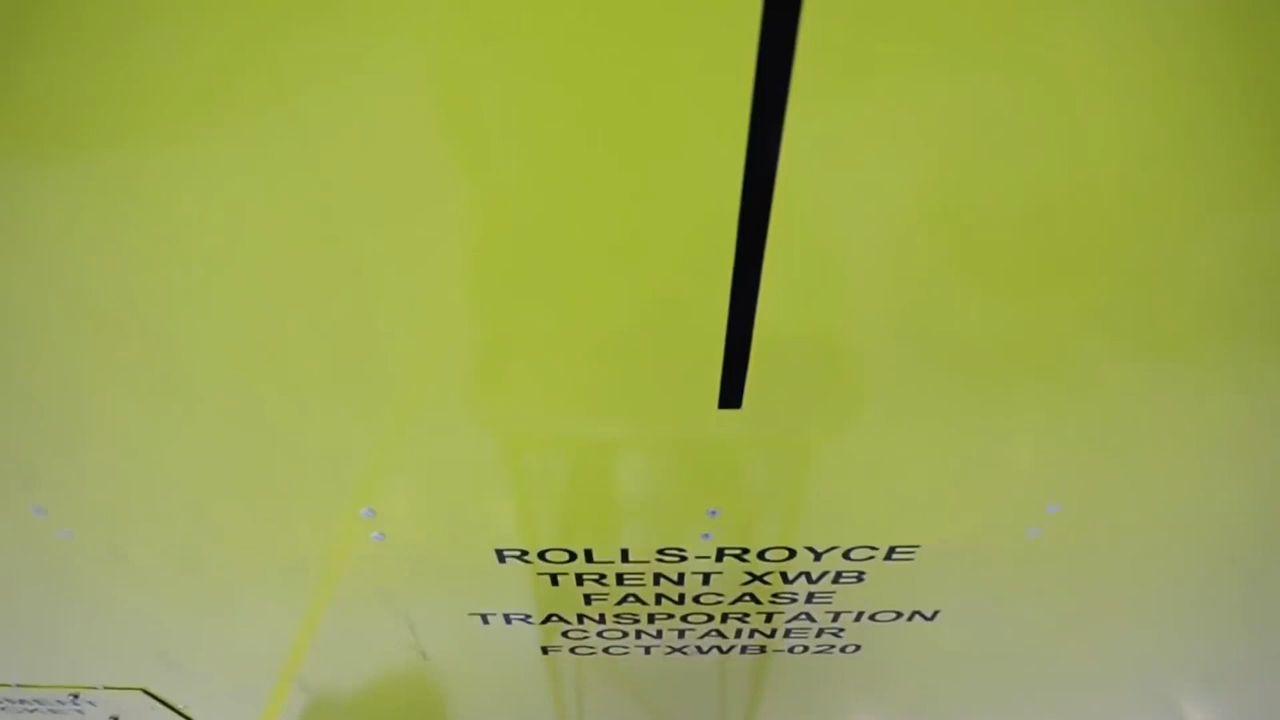 ROLLS-ROYCE
TRENT XWB
FANCASE
TRANSPORTATION
CONTAINER
FCCTXWB-020